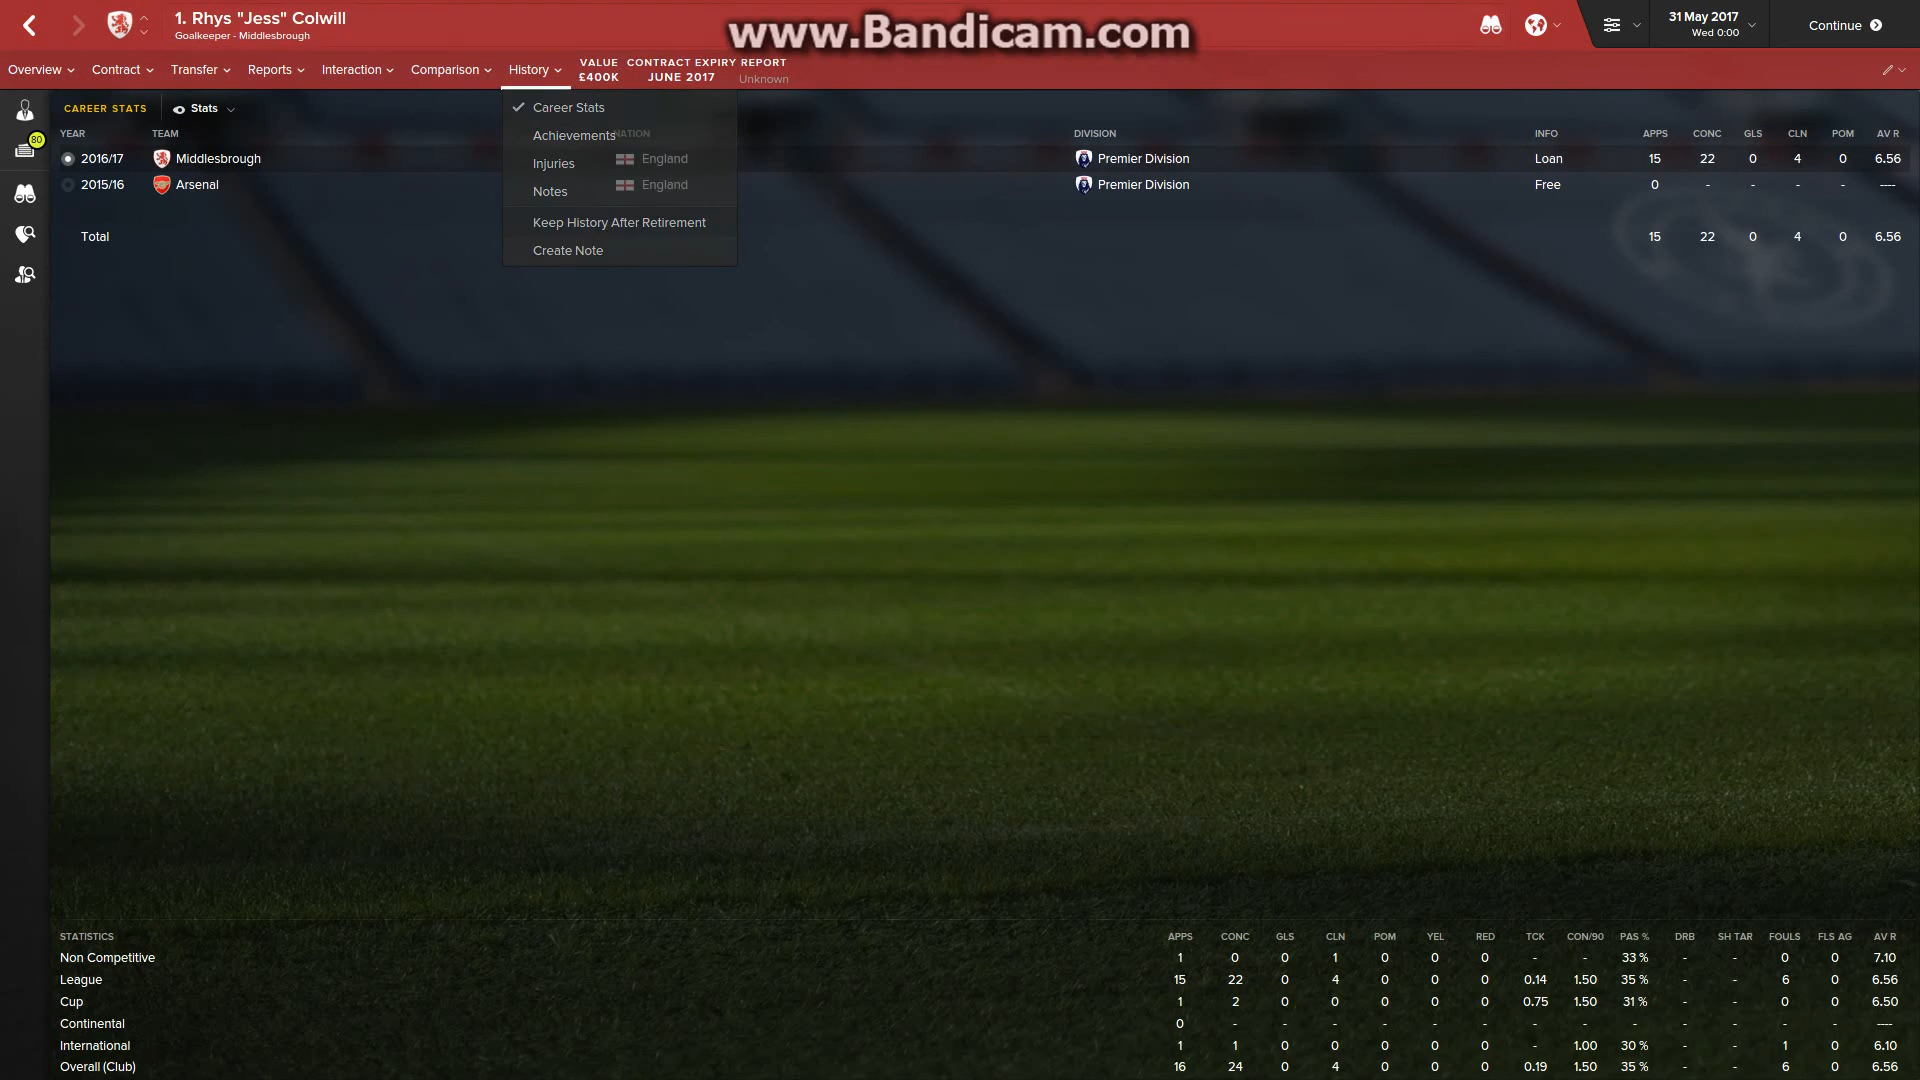 1. Rhys "Jess" Colwill
Goalkeeper - Middlesbrough
www.Bandicam.com
31 May 2017
Wed 0:00
Continue
Overview Contract Transfer Reports Interaction Comparison History
VALUE CONTRACT EXPIRY REPORT
£400K JUNE 2017 Unknown
80
CAREER STATS Stats
Career Stats
Achievements
Injuries
Notes
Keep History After Retirement
Create Note
YEAR TEAM NATION DIVISION INFO APPS CONC GLS CLN POM AV R
2016/17 Middlesbrough England Premier Division Loan 15 22 0 4 0 6.56
2015/16 Arsenal England Premier Division Free 0 - - - - ----
Total 15 22 0 4 0 6.56
STATISTICS APPS CONC GLS CLN POM YEL RED TCK CON/90 PAS % DRB SH TAR FOULS FLS AG AV R
Non Competitive 1 0 0 1 0 0 0 - - 33 % - - 0 0 7.10
League 15 22 0 4 0 0 0 0.14 1.50 35 % - - 6 0 6.56
Cup 1 2 0 0 0 0 0 0.75 1.50 31 % - - 0 0 6.50
Continental 0 - - - - - - - - - - - - - ----
International 1 1 0 0 0 0 0 - 1.00 30 % - - 1 0 6.10
Overall (Club) 16 24 0 4 0 0 0 0.19 1.50 35 % - - 6 0 6.56